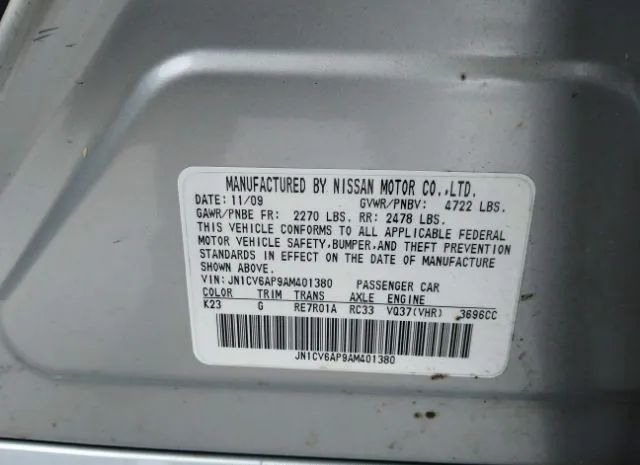 MANUFACTURED BY NISSAN MOTOR CO.,LTD.
DATE: 11/09 GVWR/PNBV: 4722 LBS.
GAWR/PNBE FR: 2270 LBS. RR: 2478 LBS.
THIS VEHICLE CONFORMS TO ALL APPLICABLE FEDERAL
MOTOR VEHICLE SAFETY,BUMPER,AND THEFT PREVENTION
STANDARDS IN EFFECT ON THE DATE OF MANUFACTURE
SHOWN ABOVE.
VIN: JN1CV6AP9AM401380 PASSENGER CAR
COLOR TRIM TRANS AXLE ENGINE
K23 G RE7R01A RC33 VQ37(VHR) 3696CC
JN1CV6AP9AM401380